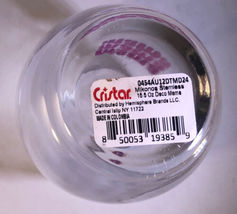 Cristar.
0454AU12DTMD24
Mikonos Stemless
15.5 Oz Deco Mems
Distributed by Hemisphere Brands LLC.
Central Islip NY 11722
MADE IN COLOMBIA
8 50053 19385 9